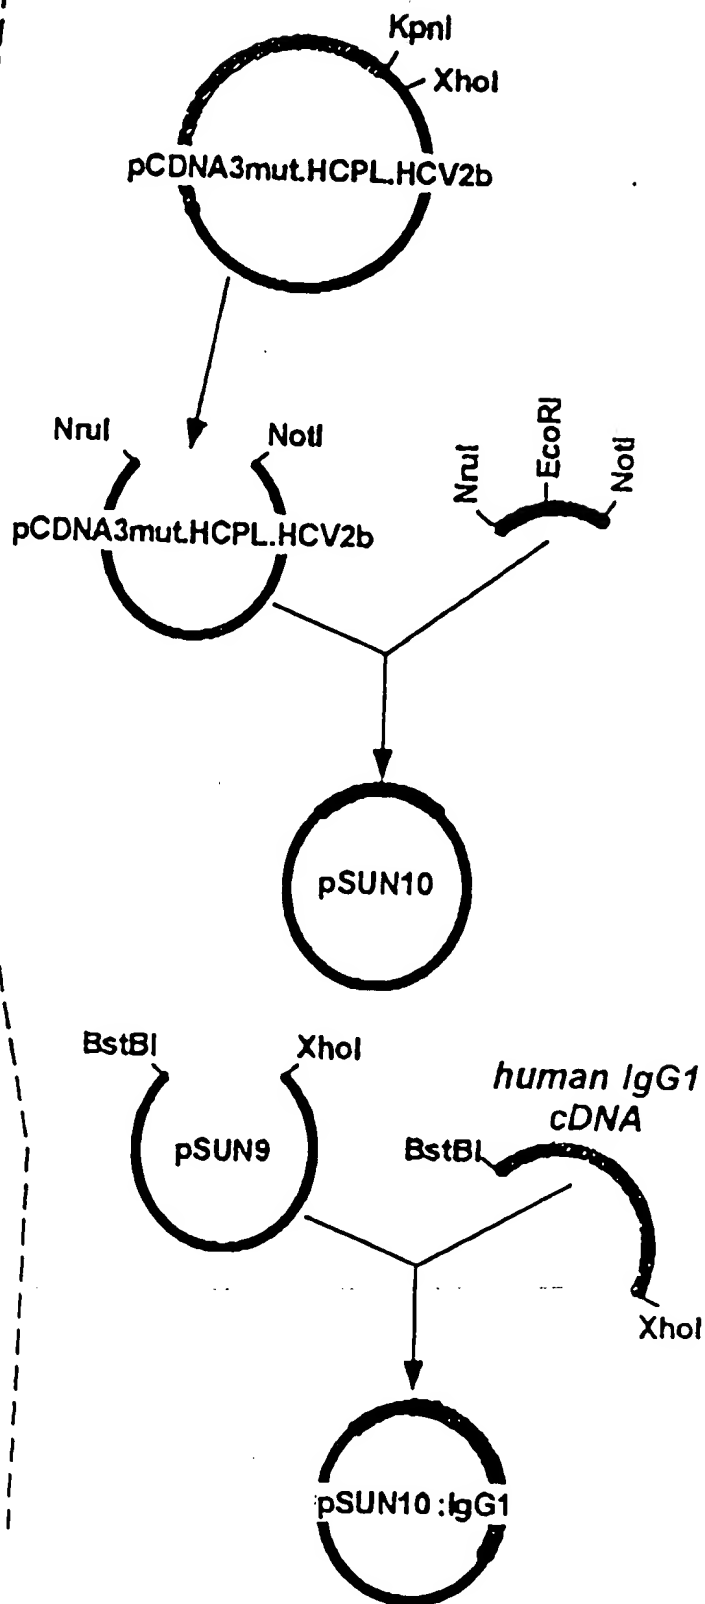 KpnI
XhoI
pCDNA3mut.HCPL.HCV2b
NruI
NotI
NruI
EcoRI
NotI
pCDNA3mut.HCPL.HCV2b
pSUN10
BstBI
XhoI
human IgG1
cDNA
pSUN9
BstBI
XhoI
pSUN10:IgG1